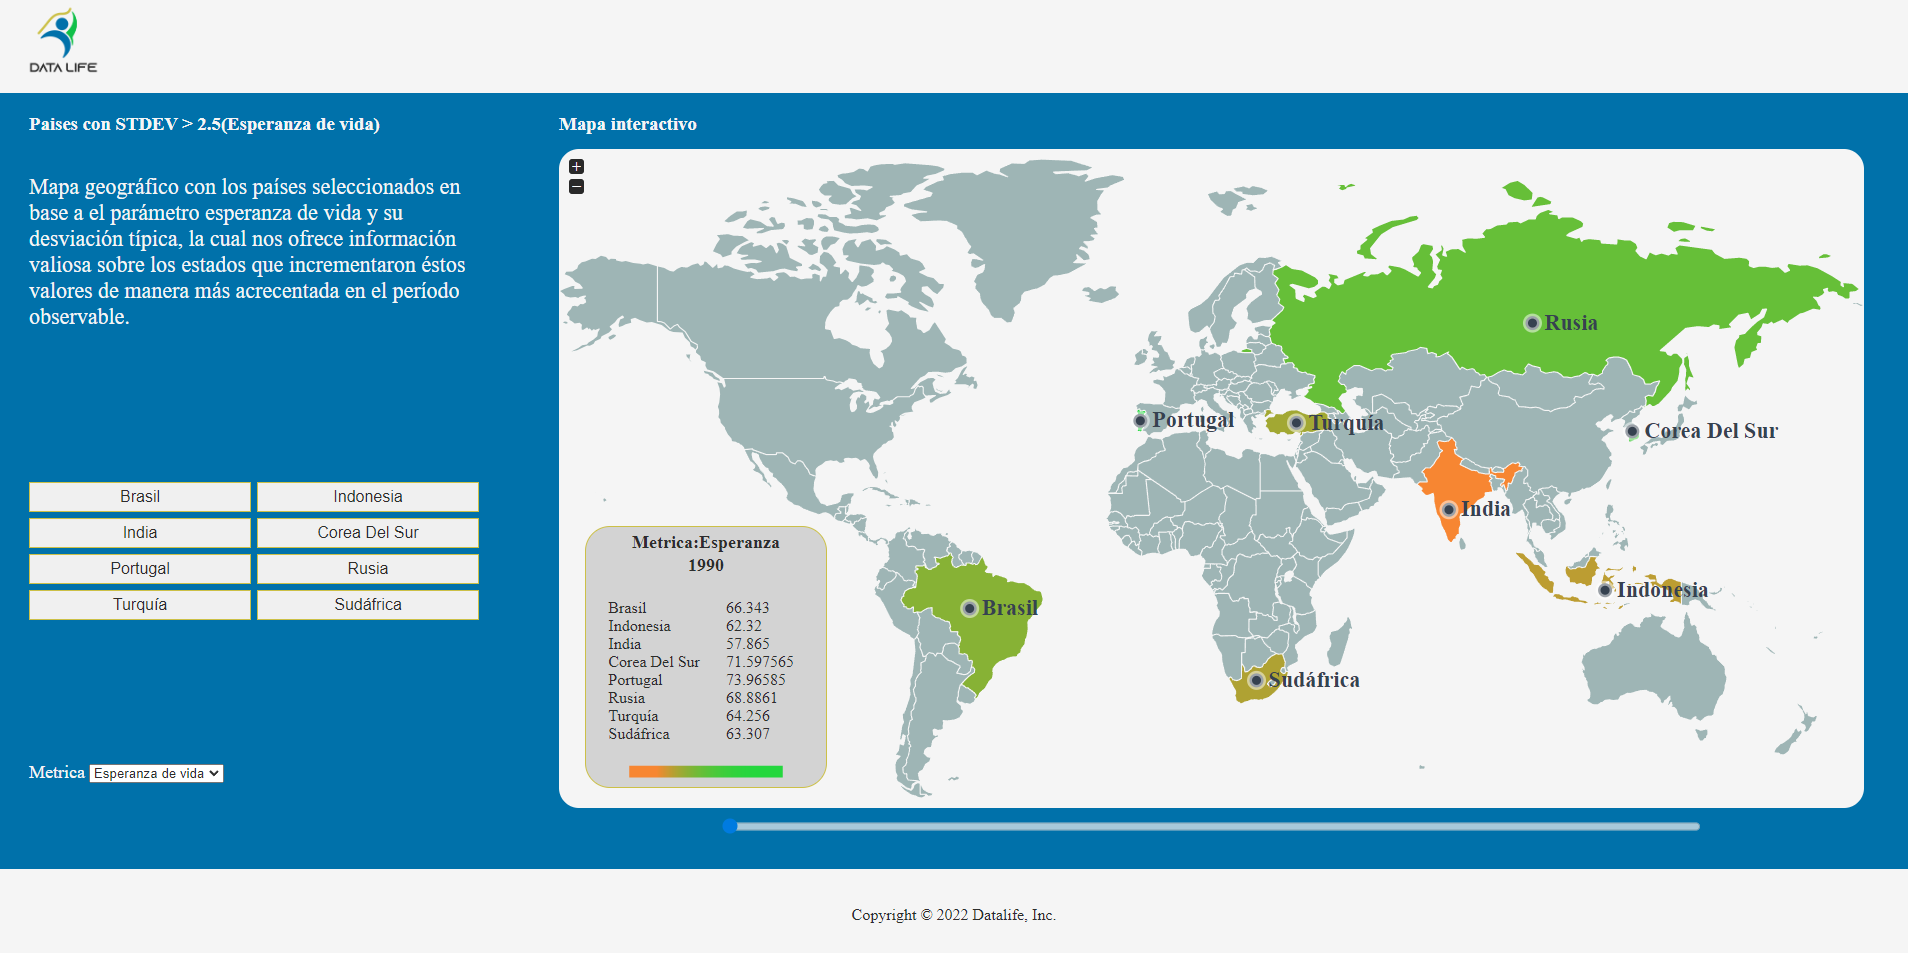 DATA LIFE
Paises con STDEV > 2.5(Esperanza de vida)
Mapa geográfico con los países seleccionados en
base a el parámetro esperanza de vida y su
desviación típica, la cual nos ofrece información
valiosa sobre los estados que incrementaron éstos
valores de manera más acrecentada en el período
observable.
Brasil
Indonesia
India
Corea Del Sur
Portugal
Rusia
Turquía
Sudáfrica
Metrica
Esperanza de vida
Mapa interactivo
+
−
Rusia
Portugal
Turquía
Corea Del Sur
India
Indonesia
Brasil
Sudáfrica
Metrica:Esperanza
1990
Brasil 66.343
Indonesia 62.32
India 57.865
Corea Del Sur 71.597565
Portugal 73.96585
Rusia 68.8861
Turquía 64.256
Sudáfrica 63.307
Copyright © 2022 Datalife, Inc.